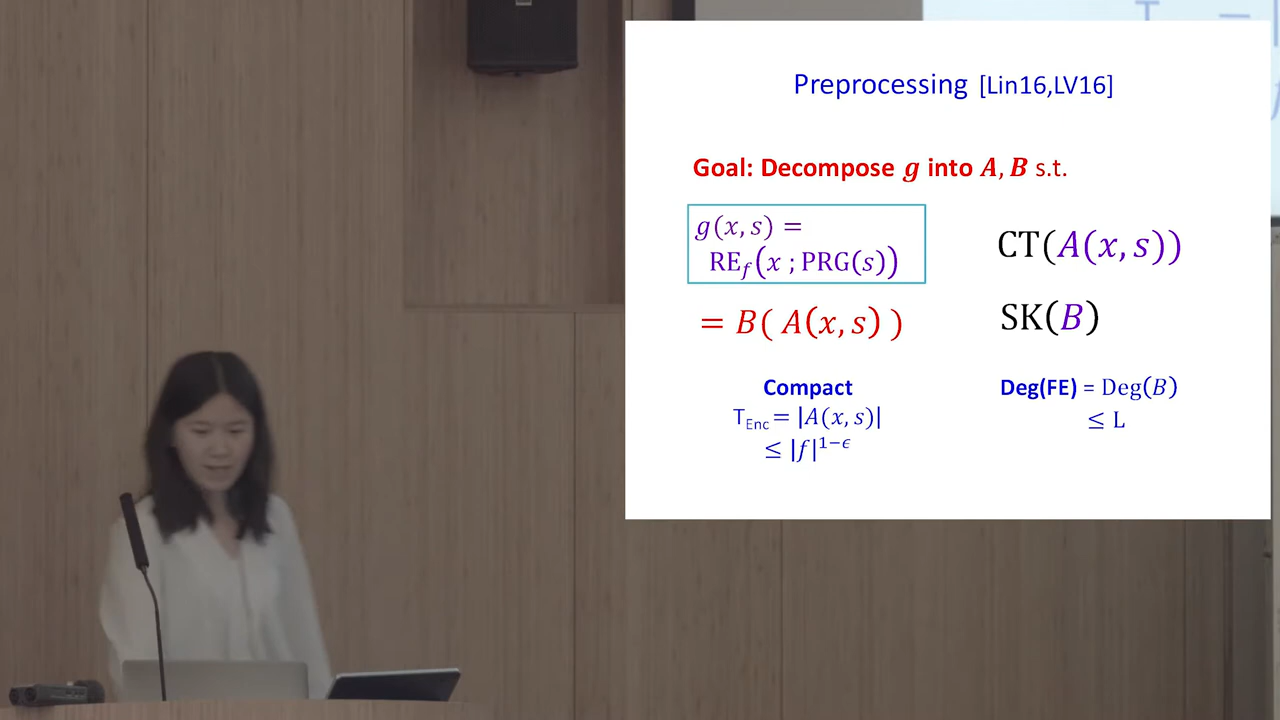 Preprocessing [Lin16,LV16]
Goal: Decompose g into A, B s.t.
g(x, s) =
RE_f(x ; PRG(s))
= B( A(x, s) )
CT(A(x, s))
SK(B)
Compact
T_Enc = |A(x, s)|
≤ |f|^{1−ϵ}
Deg(FE) = Deg(B)
≤ L